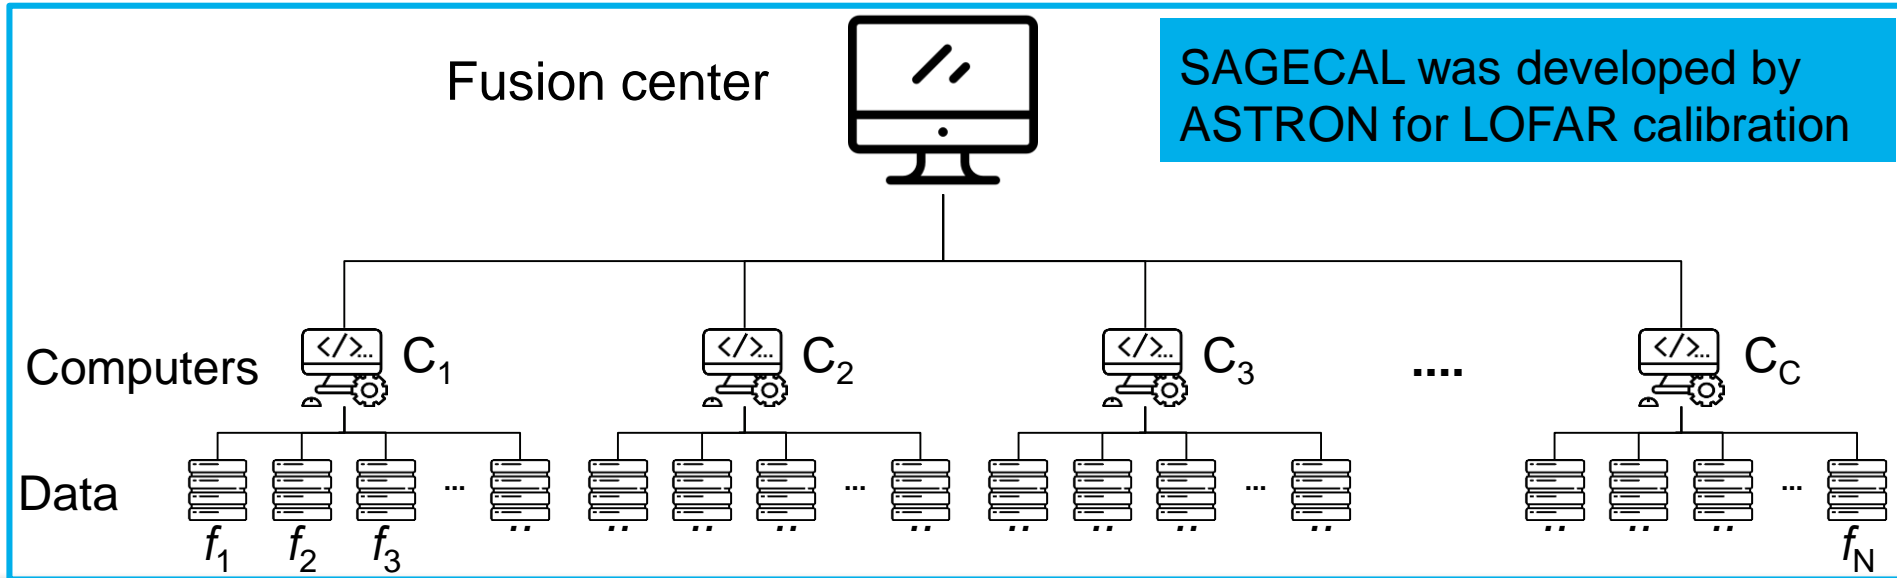 Fusion center
SAGECAL was developed by
ASTRON for LOFAR calibration
Computers
</>...
C1
</>...
C2
</>...
C3
....
</>...
CC
Data
...
...
...
...
f1
f2
f3
..
..
..
..
..
..
..
..
..
..
..
..
fN